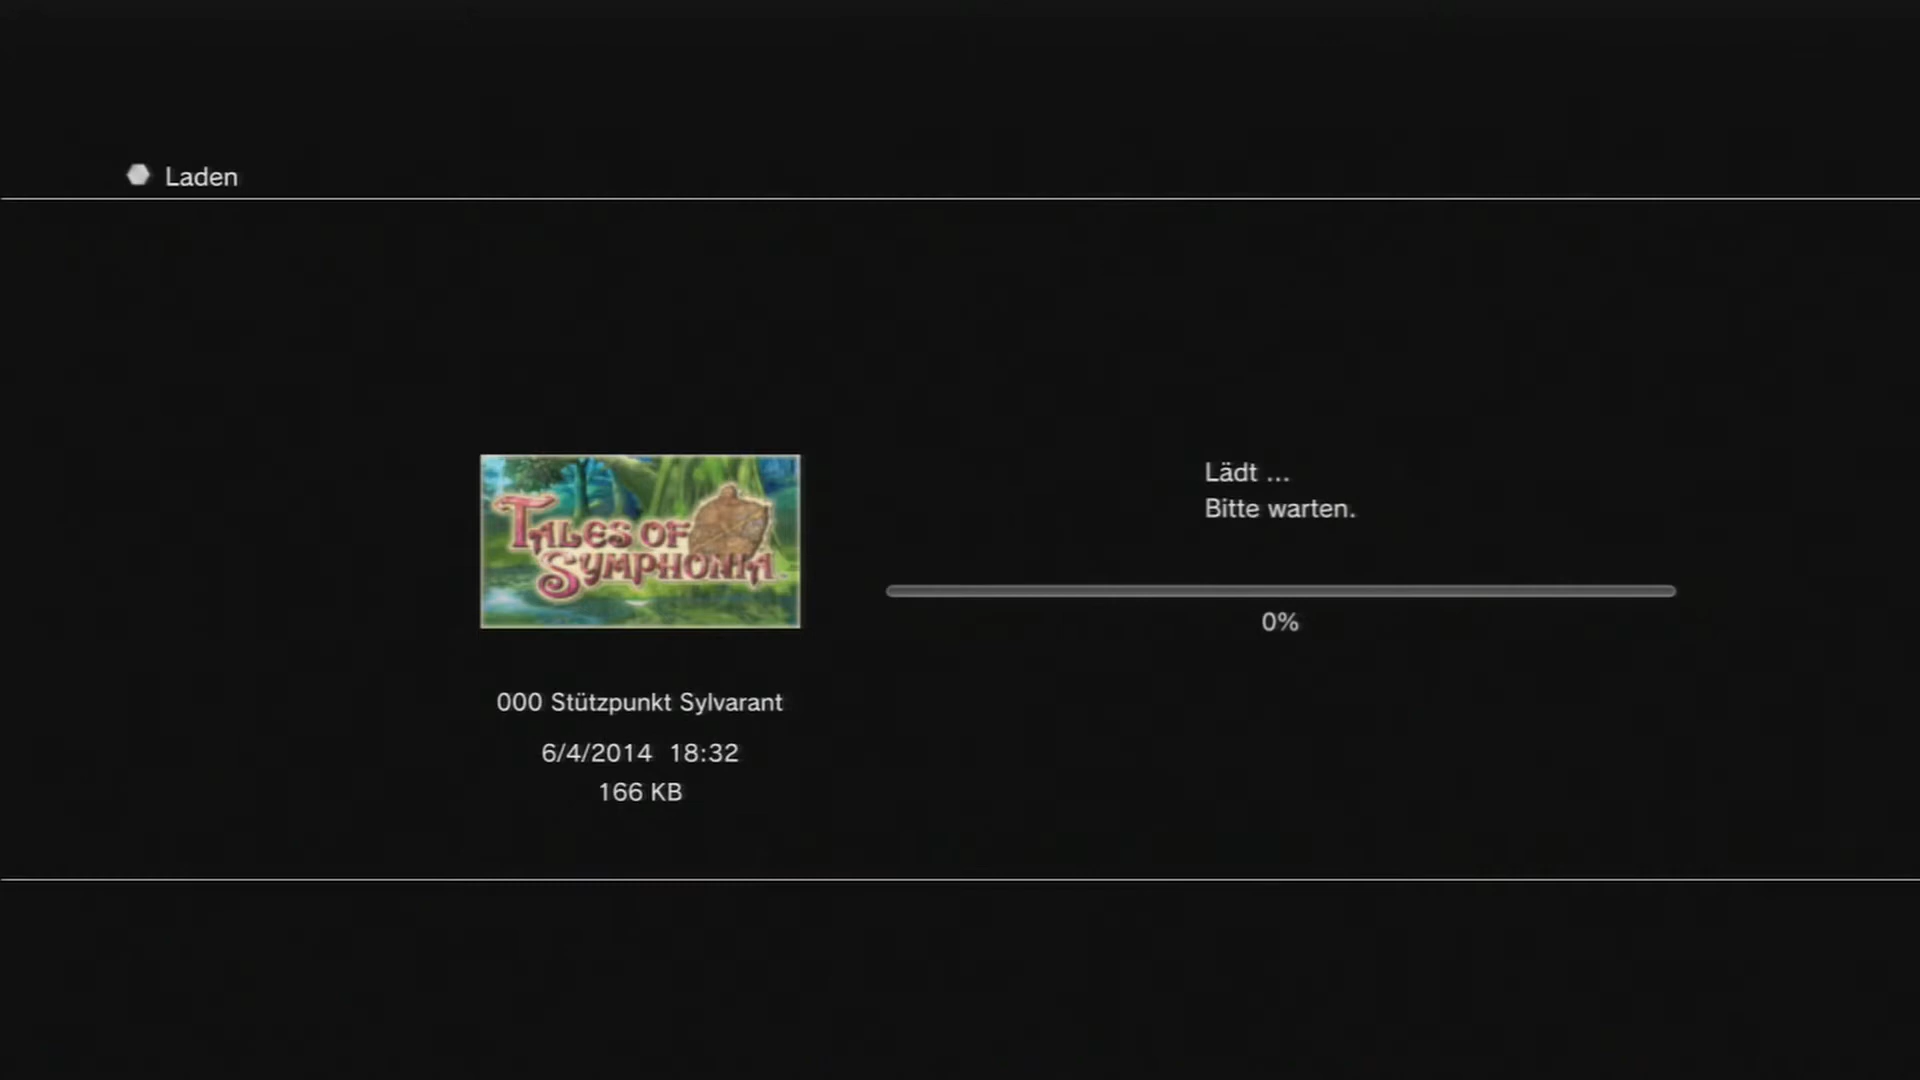 Laden
TALES OF
SYMPHONIA
Lädt ...
Bitte warten.
0%
000 Stützpunkt Sylvarant
6/4/2014 18:32
166 KB